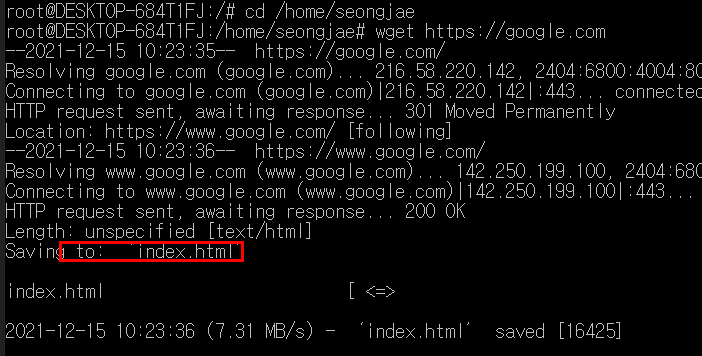 root@DESKTOP-684T1FJ:/# cd /home/seongjae
root@DESKTOP-684T1FJ:/home/seongjae# wget https://google.com
--2021-12-15 10:23:35--  https://google.com/
Resolving google.com (google.com)... 216.58.220.142, 2404:6800:4004:80
Connecting to google.com (google.com)|216.58.220.142|:443... connected
HTTP request sent, awaiting response... 301 Moved Permanently
Location: https://www.google.com/ [following]
--2021-12-15 10:23:36--  https://www.google.com/
Resolving www.google.com (www.google.com)... 142.250.199.100, 2404:680
Connecting to www.google.com (www.google.com)|142.250.199.100|:443...
HTTP request sent, awaiting response... 200 OK
Length: unspecified [text/html]
Saving to: ‘index.html’
index.html [ <=>
2021-12-15 10:23:36 (7.31 MB/s) - ‘index.html’ saved [16425]